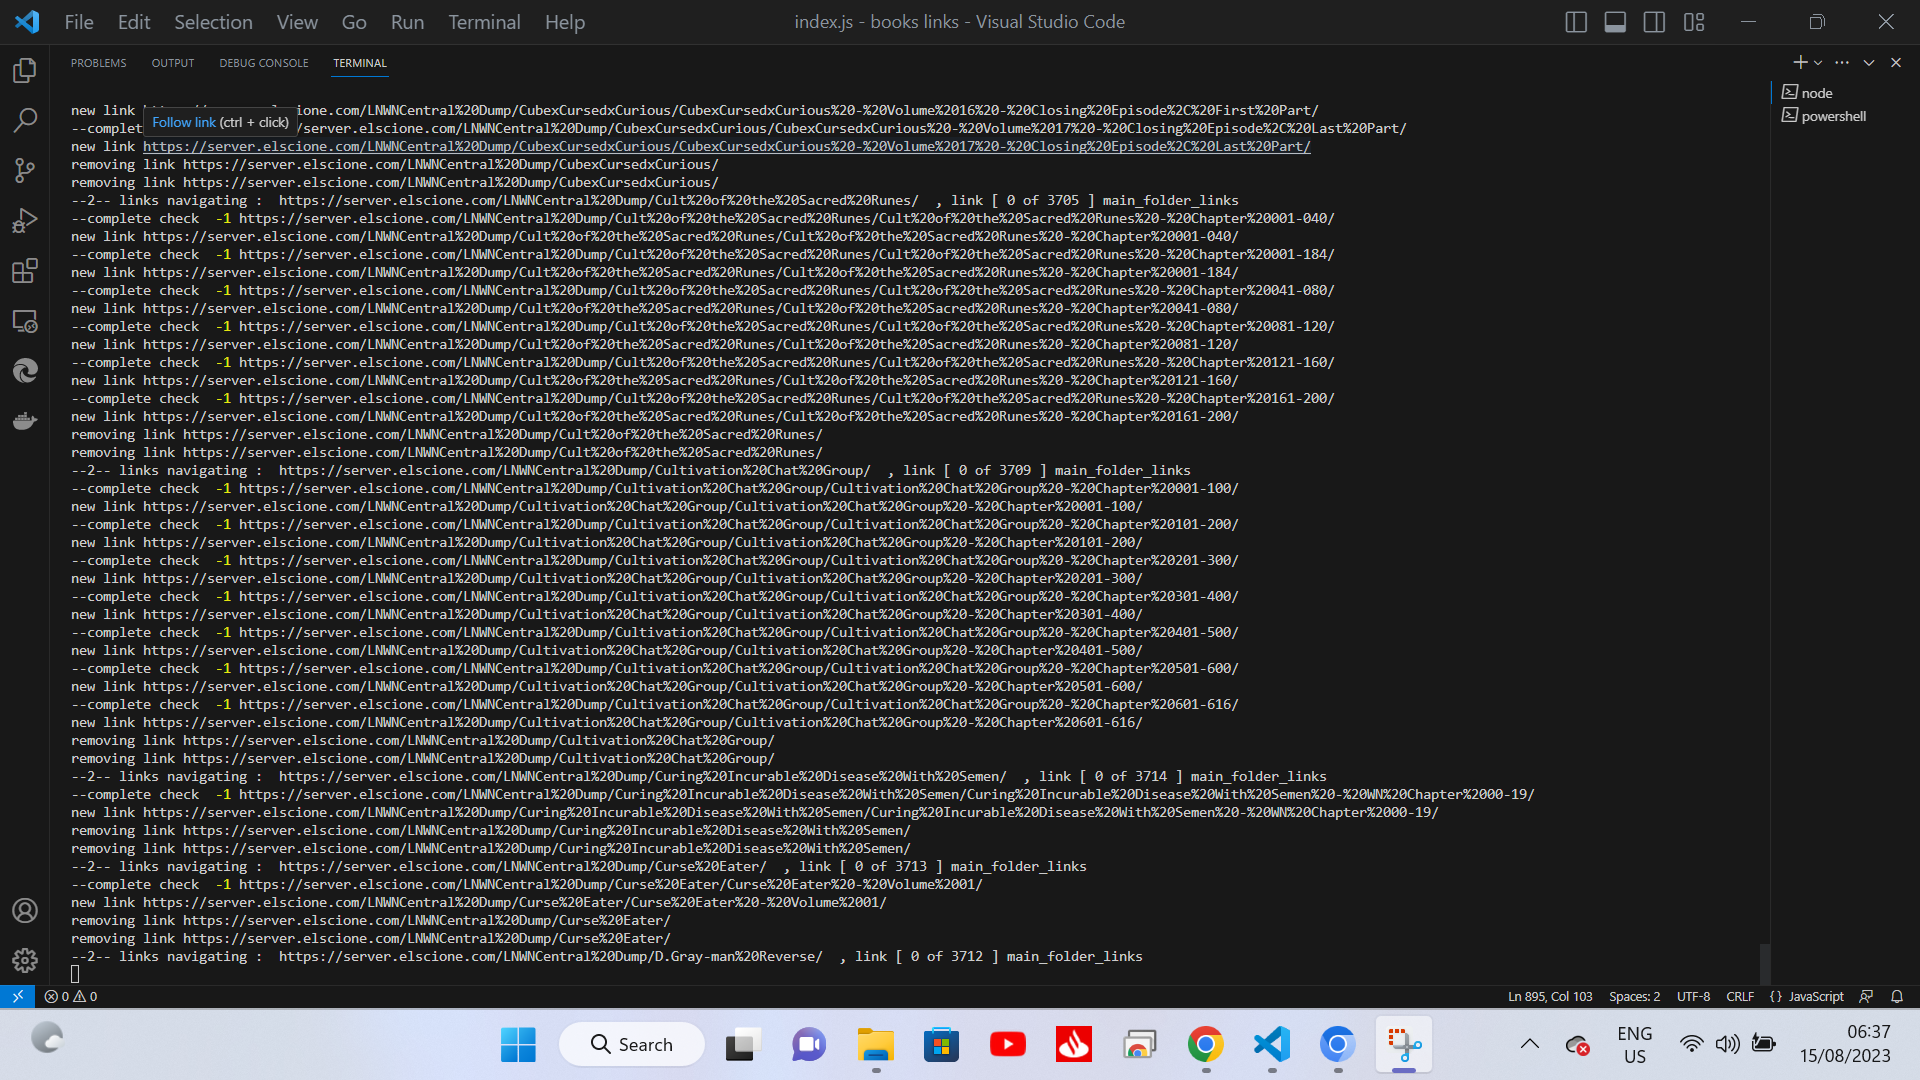 File Edit Selection View Go Run Terminal Help
index.js - books links - Visual Studio Code
PROBLEMS OUTPUT DEBUG CONSOLE TERMINAL
node
powershell
new link server.elscione.com/LNWNCentral%20Dump/CubexCursedxCurious/CubexCursedxCurious%20-%20Volume%2016%20-%20Closing%20Episode%2C%20First%20Part/
Follow link (ctrl + click)
--complet /server.elscione.com/LNWNCentral%20Dump/CubexCursedxCurious/CubexCursedxCurious%20-%20Volume%2017%20-%20Closing%20Episode%2C%20Last%20Part/
new link https://server.elscione.com/LNWNCentral%20Dump/CubexCursedxCurious/CubexCursedxCurious%20-%20Volume%2017%20-%20Closing%20Episode%2C%20Last%20Part/
removing link https://server.elscione.com/LNWNCentral%20Dump/CubexCursedxCurious/
removing link https://server.elscione.com/LNWNCentral%20Dump/CubexCursedxCurious/
--2-- links navigating :  https://server.elscione.com/LNWNCentral%20Dump/Cult%20of%20the%20Sacred%20Runes/  , link [ 0 of 3705 ] main_folder_links
--complete check  -1 https://server.elscione.com/LNWNCentral%20Dump/Cult%20of%20the%20Sacred%20Runes/Cult%20of%20the%20Sacred%20Runes%20-%20Chapter%20001-040/
new link https://server.elscione.com/LNWNCentral%20Dump/Cult%20of%20the%20Sacred%20Runes/Cult%20of%20the%20Sacred%20Runes%20-%20Chapter%20001-040/
--complete check  -1 https://server.elscione.com/LNWNCentral%20Dump/Cult%20of%20the%20Sacred%20Runes/Cult%20of%20the%20Sacred%20Runes%20-%20Chapter%20001-184/
new link https://server.elscione.com/LNWNCentral%20Dump/Cult%20of%20the%20Sacred%20Runes/Cult%20of%20the%20Sacred%20Runes%20-%20Chapter%20001-184/
--complete check  -1 https://server.elscione.com/LNWNCentral%20Dump/Cult%20of%20the%20Sacred%20Runes/Cult%20of%20the%20Sacred%20Runes%20-%20Chapter%20041-080/
new link https://server.elscione.com/LNWNCentral%20Dump/Cult%20of%20the%20Sacred%20Runes/Cult%20of%20the%20Sacred%20Runes%20-%20Chapter%20041-080/
--complete check  -1 https://server.elscione.com/LNWNCentral%20Dump/Cult%20of%20the%20Sacred%20Runes/Cult%20of%20the%20Sacred%20Runes%20-%20Chapter%20081-120/
new link https://server.elscione.com/LNWNCentral%20Dump/Cult%20of%20the%20Sacred%20Runes/Cult%20of%20the%20Sacred%20Runes%20-%20Chapter%20081-120/
--complete check  -1 https://server.elscione.com/LNWNCentral%20Dump/Cult%20of%20the%20Sacred%20Runes/Cult%20of%20the%20Sacred%20Runes%20-%20Chapter%20121-160/
new link https://server.elscione.com/LNWNCentral%20Dump/Cult%20of%20the%20Sacred%20Runes/Cult%20of%20the%20Sacred%20Runes%20-%20Chapter%20121-160/
--complete check  -1 https://server.elscione.com/LNWNCentral%20Dump/Cult%20of%20the%20Sacred%20Runes/Cult%20of%20the%20Sacred%20Runes%20-%20Chapter%20161-200/
new link https://server.elscione.com/LNWNCentral%20Dump/Cult%20of%20the%20Sacred%20Runes/Cult%20of%20the%20Sacred%20Runes%20-%20Chapter%20161-200/
removing link https://server.elscione.com/LNWNCentral%20Dump/Cult%20of%20the%20Sacred%20Runes/
removing link https://server.elscione.com/LNWNCentral%20Dump/Cult%20of%20the%20Sacred%20Runes/
--2-- links navigating :  https://server.elscione.com/LNWNCentral%20Dump/Cultivation%20Chat%20Group/  , link [ 0 of 3709 ] main_folder_links
--complete check  -1 https://server.elscione.com/LNWNCentral%20Dump/Cultivation%20Chat%20Group/Cultivation%20Chat%20Group%20-%20Chapter%20001-100/
new link https://server.elscione.com/LNWNCentral%20Dump/Cultivation%20Chat%20Group/Cultivation%20Chat%20Group%20-%20Chapter%20001-100/
--complete check  -1 https://server.elscione.com/LNWNCentral%20Dump/Cultivation%20Chat%20Group/Cultivation%20Chat%20Group%20-%20Chapter%20101-200/
new link https://server.elscione.com/LNWNCentral%20Dump/Cultivation%20Chat%20Group/Cultivation%20Chat%20Group%20-%20Chapter%20101-200/
--complete check  -1 https://server.elscione.com/LNWNCentral%20Dump/Cultivation%20Chat%20Group/Cultivation%20Chat%20Group%20-%20Chapter%20201-300/
new link https://server.elscione.com/LNWNCentral%20Dump/Cultivation%20Chat%20Group/Cultivation%20Chat%20Group%20-%20Chapter%20201-300/
--complete check  -1 https://server.elscione.com/LNWNCentral%20Dump/Cultivation%20Chat%20Group/Cultivation%20Chat%20Group%20-%20Chapter%20301-400/
new link https://server.elscione.com/LNWNCentral%20Dump/Cultivation%20Chat%20Group/Cultivation%20Chat%20Group%20-%20Chapter%20301-400/
--complete check  -1 https://server.elscione.com/LNWNCentral%20Dump/Cultivation%20Chat%20Group/Cultivation%20Chat%20Group%20-%20Chapter%20401-500/
new link https://server.elscione.com/LNWNCentral%20Dump/Cultivation%20Chat%20Group/Cultivation%20Chat%20Group%20-%20Chapter%20401-500/
--complete check  -1 https://server.elscione.com/LNWNCentral%20Dump/Cultivation%20Chat%20Group/Cultivation%20Chat%20Group%20-%20Chapter%20501-600/
new link https://server.elscione.com/LNWNCentral%20Dump/Cultivation%20Chat%20Group/Cultivation%20Chat%20Group%20-%20Chapter%20501-600/
--complete check  -1 https://server.elscione.com/LNWNCentral%20Dump/Cultivation%20Chat%20Group/Cultivation%20Chat%20Group%20-%20Chapter%20601-616/
new link https://server.elscione.com/LNWNCentral%20Dump/Cultivation%20Chat%20Group/Cultivation%20Chat%20Group%20-%20Chapter%20601-616/
removing link https://server.elscione.com/LNWNCentral%20Dump/Cultivation%20Chat%20Group/
removing link https://server.elscione.com/LNWNCentral%20Dump/Cultivation%20Chat%20Group/
--2-- links navigating :  https://server.elscione.com/LNWNCentral%20Dump/Curing%20Incurable%20Disease%20With%20Semen/  , link [ 0 of 3714 ] main_folder_links
--complete check  -1 https://server.elscione.com/LNWNCentral%20Dump/Curing%20Incurable%20Disease%20With%20Semen/Curing%20Incurable%20Disease%20With%20Semen%20-%20WN%20Chapter%2000-19/
new link https://server.elscione.com/LNWNCentral%20Dump/Curing%20Incurable%20Disease%20With%20Semen/Curing%20Incurable%20Disease%20With%20Semen%20-%20WN%20Chapter%2000-19/
removing link https://server.elscione.com/LNWNCentral%20Dump/Curing%20Incurable%20Disease%20With%20Semen/
removing link https://server.elscione.com/LNWNCentral%20Dump/Curing%20Incurable%20Disease%20With%20Semen/
--2-- links navigating :  https://server.elscione.com/LNWNCentral%20Dump/Curse%20Eater/  , link [ 0 of 3713 ] main_folder_links
--complete check  -1 https://server.elscione.com/LNWNCentral%20Dump/Curse%20Eater/Curse%20Eater%20-%20Volume%2001/
new link https://server.elscione.com/LNWNCentral%20Dump/Curse%20Eater/Curse%20Eater%20-%20Volume%2001/
removing link https://server.elscione.com/LNWNCentral%20Dump/Curse%20Eater/
removing link https://server.elscione.com/LNWNCentral%20Dump/Curse%20Eater/
--2-- links navigating :  https://server.elscione.com/LNWNCentral%20Dump/D.Gray-man%20Reverse/  , link [ 0 of 3712 ] main_folder_links
0 0
Ln 895, Col 103 Spaces: 2 UTF-8 CRLF {} JavaScript
Search
ENG
US
06:37
15/08/2023